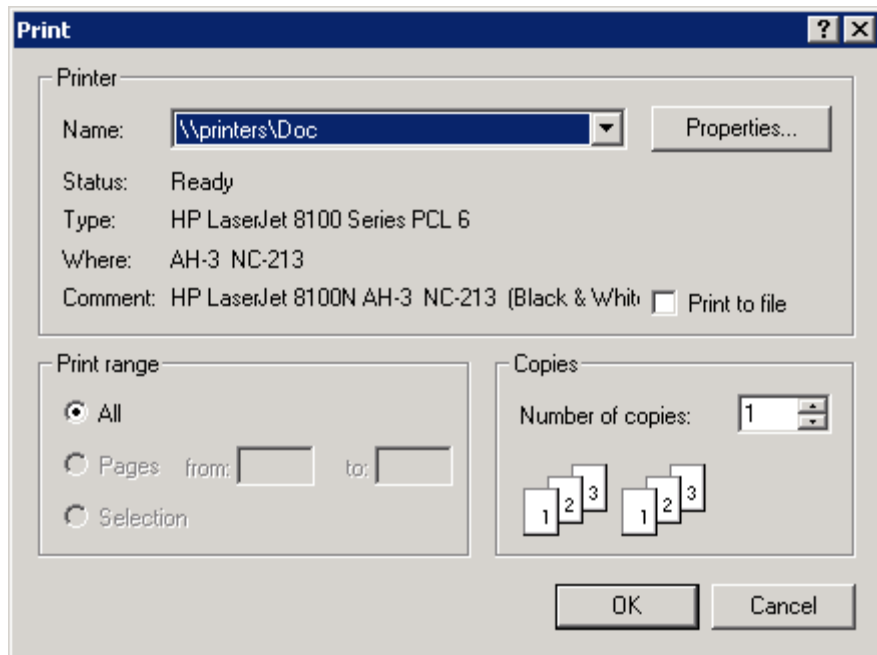 Print
Printer
Name: \\printers\Doc Properties...
Status: Ready
Type: HP LaserJet 8100 Series PCL 6
Where: AH-3 NC-213
Comment: HP LaserJet 8100N AH-3 NC-213 (Black & Whit Print to file
Print range
All
Pages from: to:
Selection
Copies
Number of copies: 1
1 2 3 1 2 3
OK Cancel